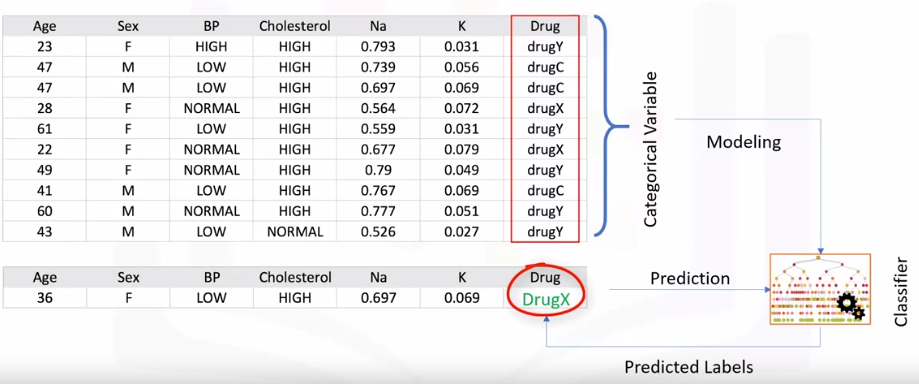 Age Sex BP Cholesterol Na K Drug
23 F HIGH HIGH 0.793 0.031 drugY
47 M LOW HIGH 0.739 0.056 drugC
47 M LOW HIGH 0.697 0.069 drugC
28 F NORMAL HIGH 0.564 0.072 drugX
61 F LOW HIGH 0.559 0.031 drugY
22 F NORMAL HIGH 0.677 0.079 drugX
49 F NORMAL HIGH 0.79 0.049 drugY
41 M LOW HIGH 0.767 0.069 drugC
60 M NORMAL HIGH 0.777 0.051 drugY
43 M LOW NORMAL 0.526 0.027 drugY
Categorical Variable
Modeling
Age Sex BP Cholesterol Na K Drug
36 F LOW HIGH 0.697 0.069 DrugX
Prediction
Classifier
Predicted Labels